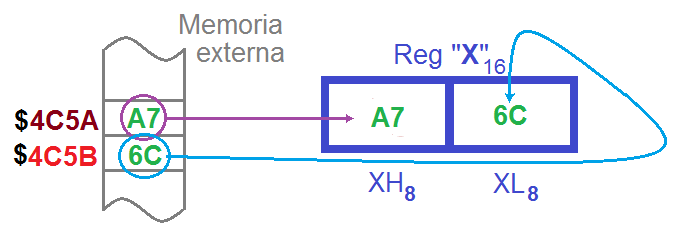 Memoria
externa
Reg "X"16
$4C5A A7
$4C5B 6C
A7 6C
XH8 XL8